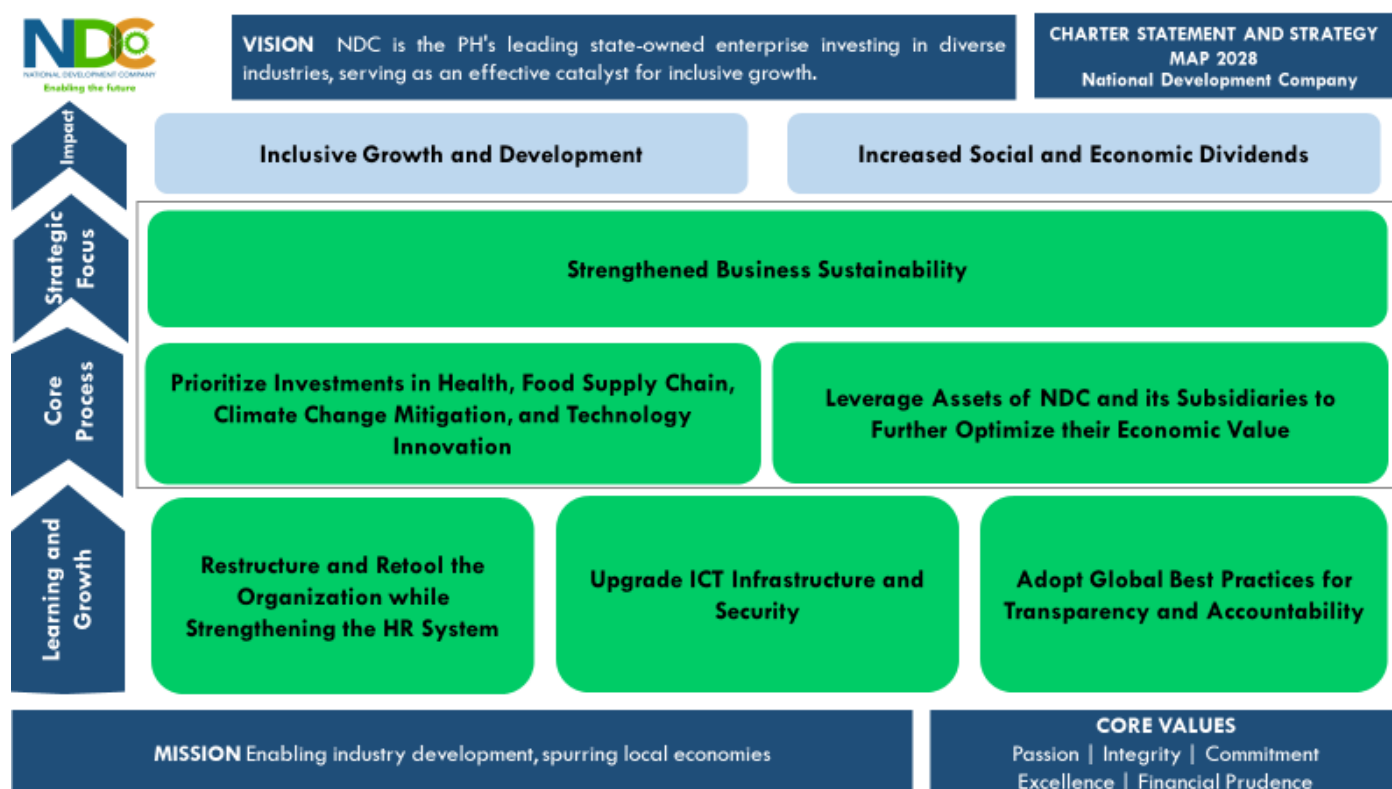 NDC
NATIONAL DEVELOPMENT COMPANY
Enabling the future
VISION NDC is the PH's leading state-owned enterprise investing in diverse
industries, serving as an effective catalyst for inclusive growth.
CHARTER STATEMENT AND STRATEGY
MAP 2028
National Development Company
Impact
Inclusive Growth and Development
Increased Social and Economic Dividends
Strategic
Focus
Strengthened Business Sustainability
Core
Process
Prioritize Investments in Health, Food Supply Chain,
Climate Change Mitigation, and Technology
Innovation
Leverage Assets of NDC and its Subsidiaries to
Further Optimize their Economic Value
Learning and
Growth
Restructure and Retool the
Organization while
Strengthening the HR System
Upgrade ICT Infrastructure and
Security
Adopt Global Best Practices for
Transparency and Accountability
MISSION Enabling industry development, spurring local economies
CORE VALUES
Passion | Integrity | Commitment
Excellence | Financial Prudence